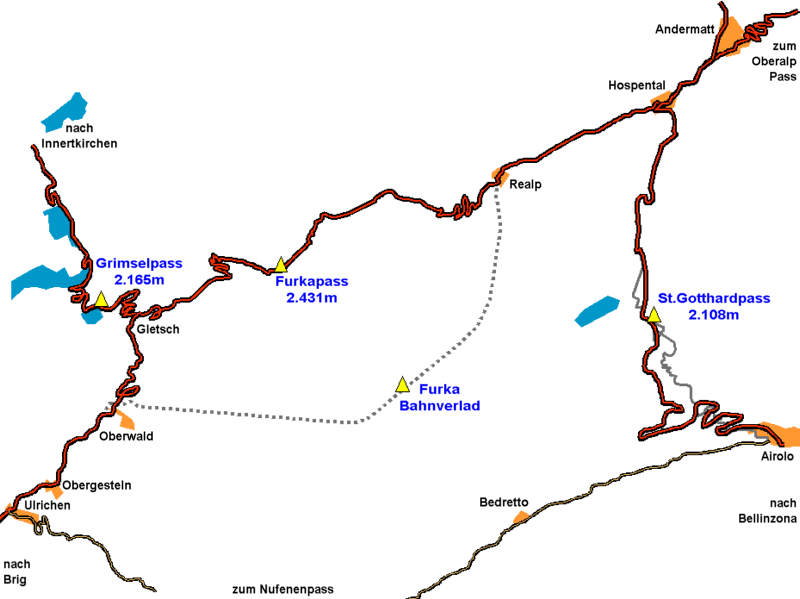 Andermatt
zum
Oberalp
Pass
Hospental
nach
Innertkirchen
Realp
Grimselpass
2.165m
Furkapass
2.431m
St.Gotthardpass
2.108m
Gletsch
Furka
Bahnverlad
Oberwald
Airolo
Obergesteln
Ulrichen
Bedretto
nach
Bellinzona
nach
Brig
zum Nufenenpass